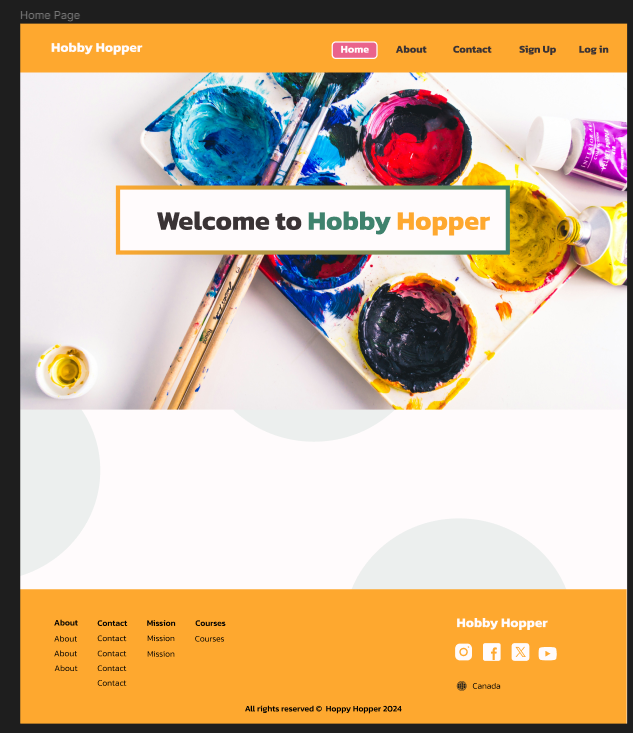 Home Page
Hobby Hopper
Home About Contact Sign Up Log in
Welcome to Hobby Hopper
About Contact Mission Courses
About Contact Mission Courses
About Contact Mission
About Contact
Contact
Hobby Hopper
Canada
All rights reserved © Hoppy Hopper 2024